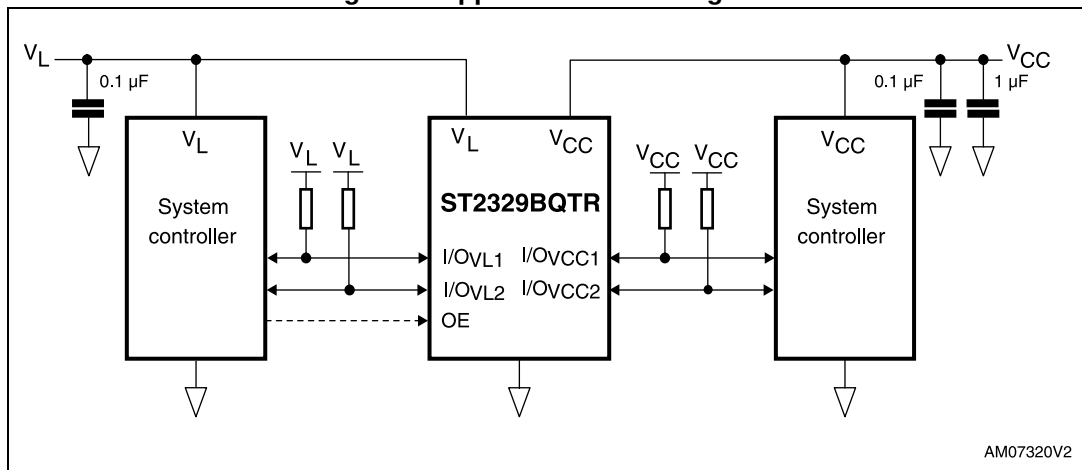 VL
0.1 µF
0.1 µF
1 µF
VCC
VL
System
controller
VL
VL
VL
VCC
ST2329BQTR
I/OVL1
I/OVCC1
I/OVL2
I/OVCC2
OE
VCC
VCC
VCC
System
controller
AM07320V2